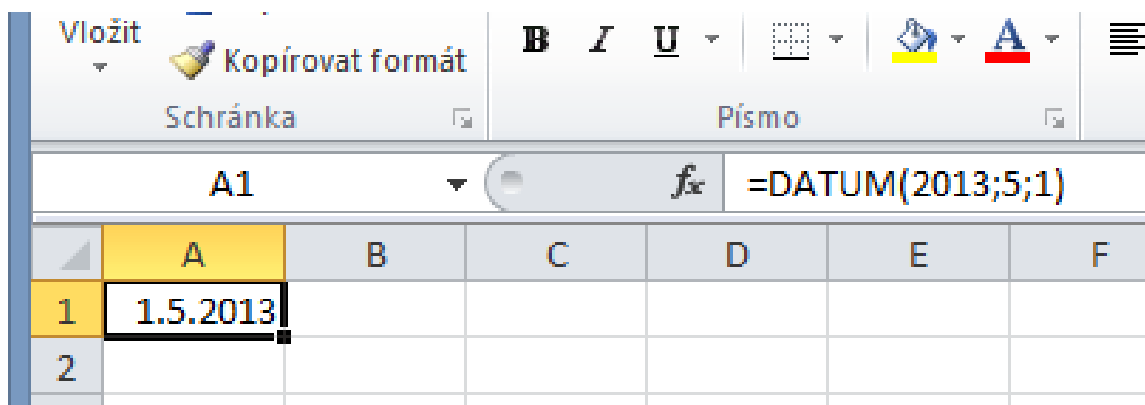 Vložit
Kopírovat formát
B I U A
Schránka Písmo
A1 fx =DATUM(2013;5;1)
A B C D E F
1 1.5.2013
2